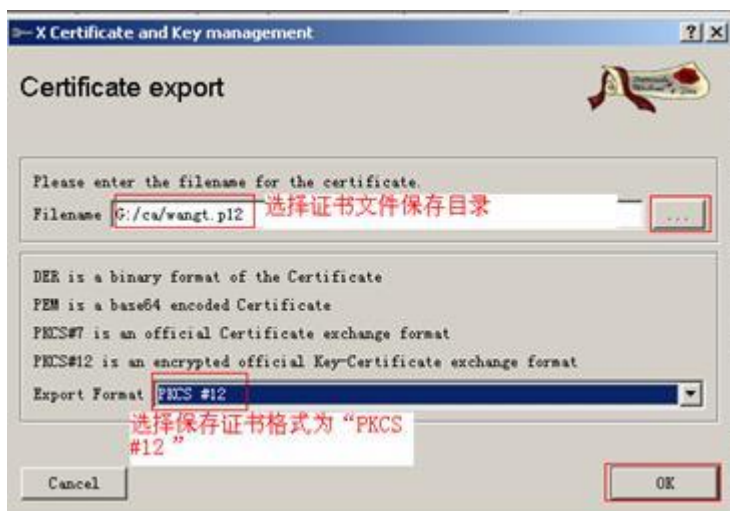 X Certificate and Key management
Certificate export
Please enter the filename for the certificate.
Filename G:/ca/wangt.p12 选择证书文件保存目录 ...
DER is a binary format of the Certificate
PEM is a base64 encoded Certificate
PKCS#7 is an official Certificate exchange format
PKCS#12 is an encrypted official Key-Certificate exchange format
Export Format PKCS #12
选择保存证书格式为“PKCS
#12 ”
Cancel OK